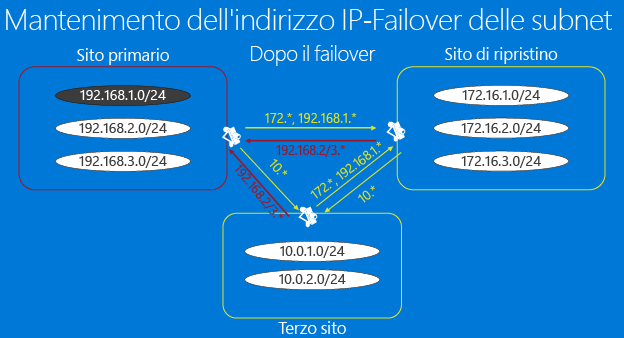 Mantenimento dell'indirizzo IP-Failover delle subnet
Sito primario
Dopo il failover
Sito di ripristino
192.168.1.0/24
192.168.2.0/24
192.168.3.0/24
172.*, 192.168.1.*
192.168.2/3.*
172.16.1.0/24
172.16.2.0/24
172.16.3.0/24
10.*
192.168.2/3.*
172.*, 192.168.1.*
10.*
10.0.1.0/24
10.0.2.0/24
Terzo sito